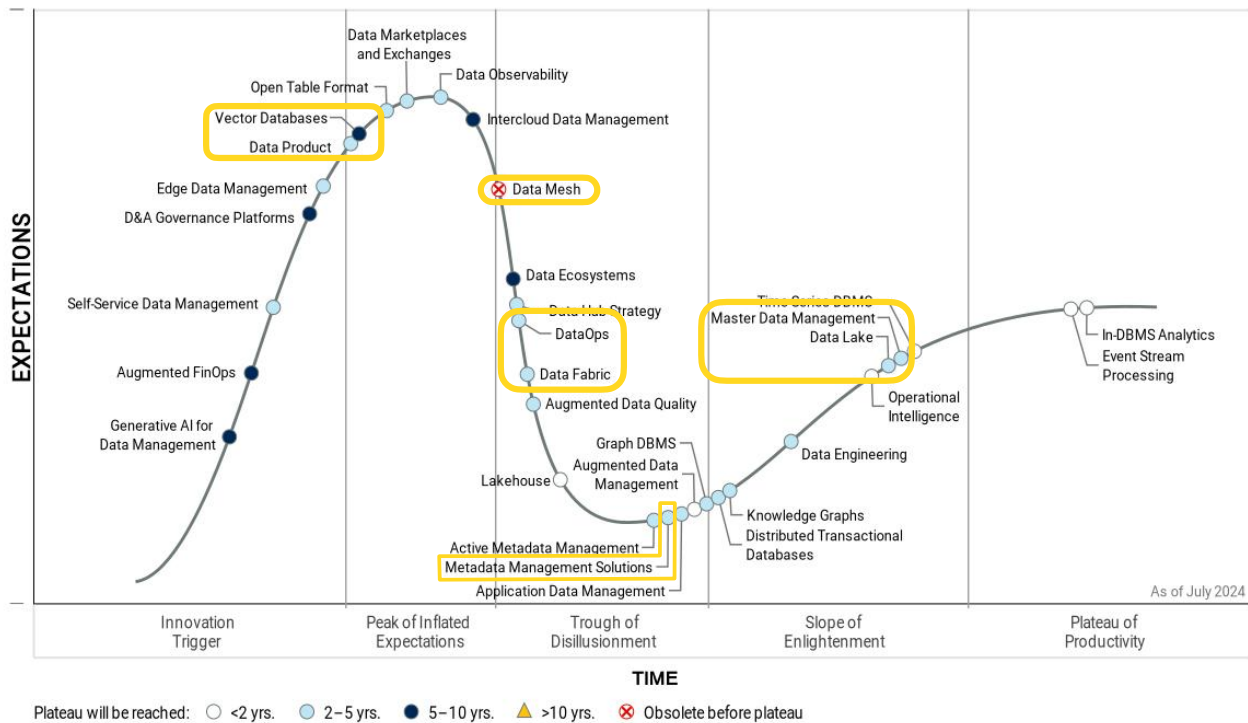 Data Marketplaces
and Exchanges
Data Observability
Open Table Format
Vector Databases
Intercloud Data Management
Data Product
Edge Data Management
Data Mesh
D&A Governance Platforms
Data Ecosystems
Self-Service Data Management
Data Hub Strategy
Time Series DBMS
Master Data Management
DataOps
Data Lake
In-DBMS Analytics
Event Stream
Processing
Augmented FinOps
Data Fabric
Augmented Data Quality
Operational
Intelligence
Generative AI for
Data Management
Graph DBMS
Data Engineering
Augmented Data
Management
Lakehouse
Knowledge Graphs
Distributed Transactional
Databases
Active Metadata Management
Metadata Management Solutions
Application Data Management
As of July 2024
EXPECTATIONS
Innovation
Trigger
Peak of Inflated
Expectations
Trough of
Disillusionment
Slope of
Enlightenment
Plateau of
Productivity
TIME
Plateau will be reached: <2 yrs. 2–5 yrs. 5–10 yrs. >10 yrs. Obsolete before plateau